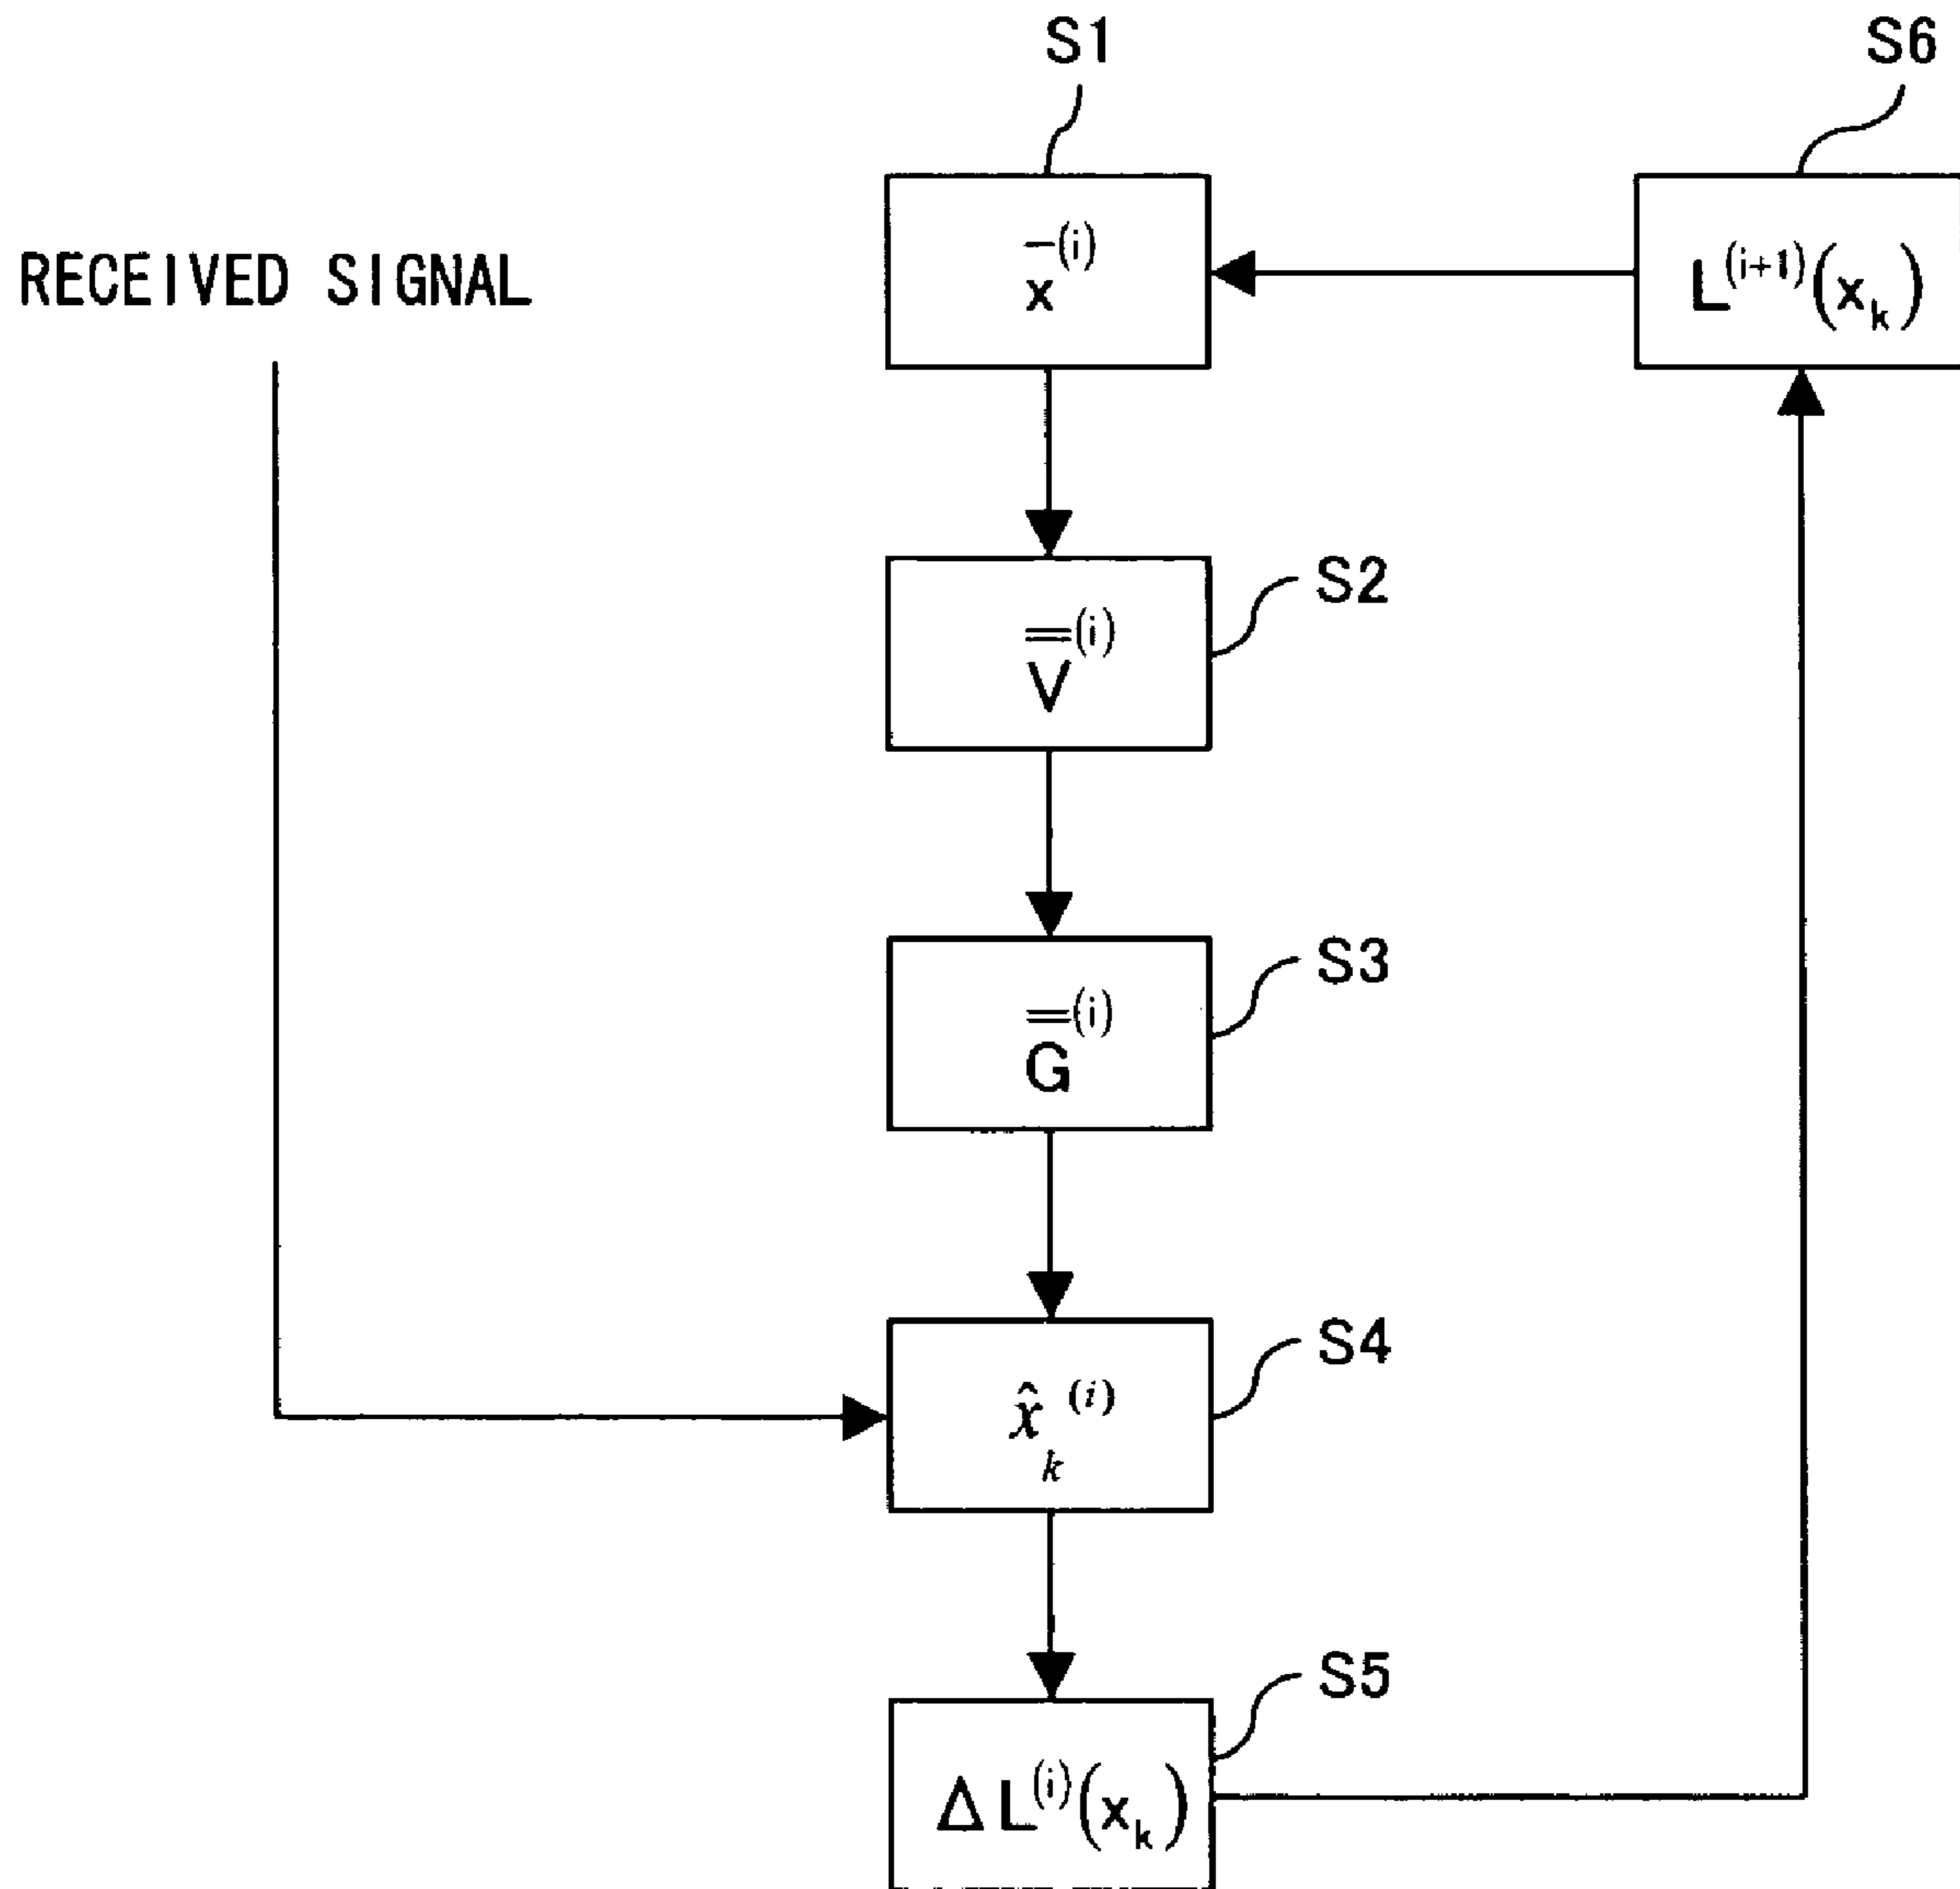 S1
S6
RECEIVED SIGNAL
x̄^(i)
L^(i+1)(x_k)
S2
V̿^(i)
S3
G̿^(i)
S4
x̂_k^(i)
S5
ΔL^(i)(x_k)